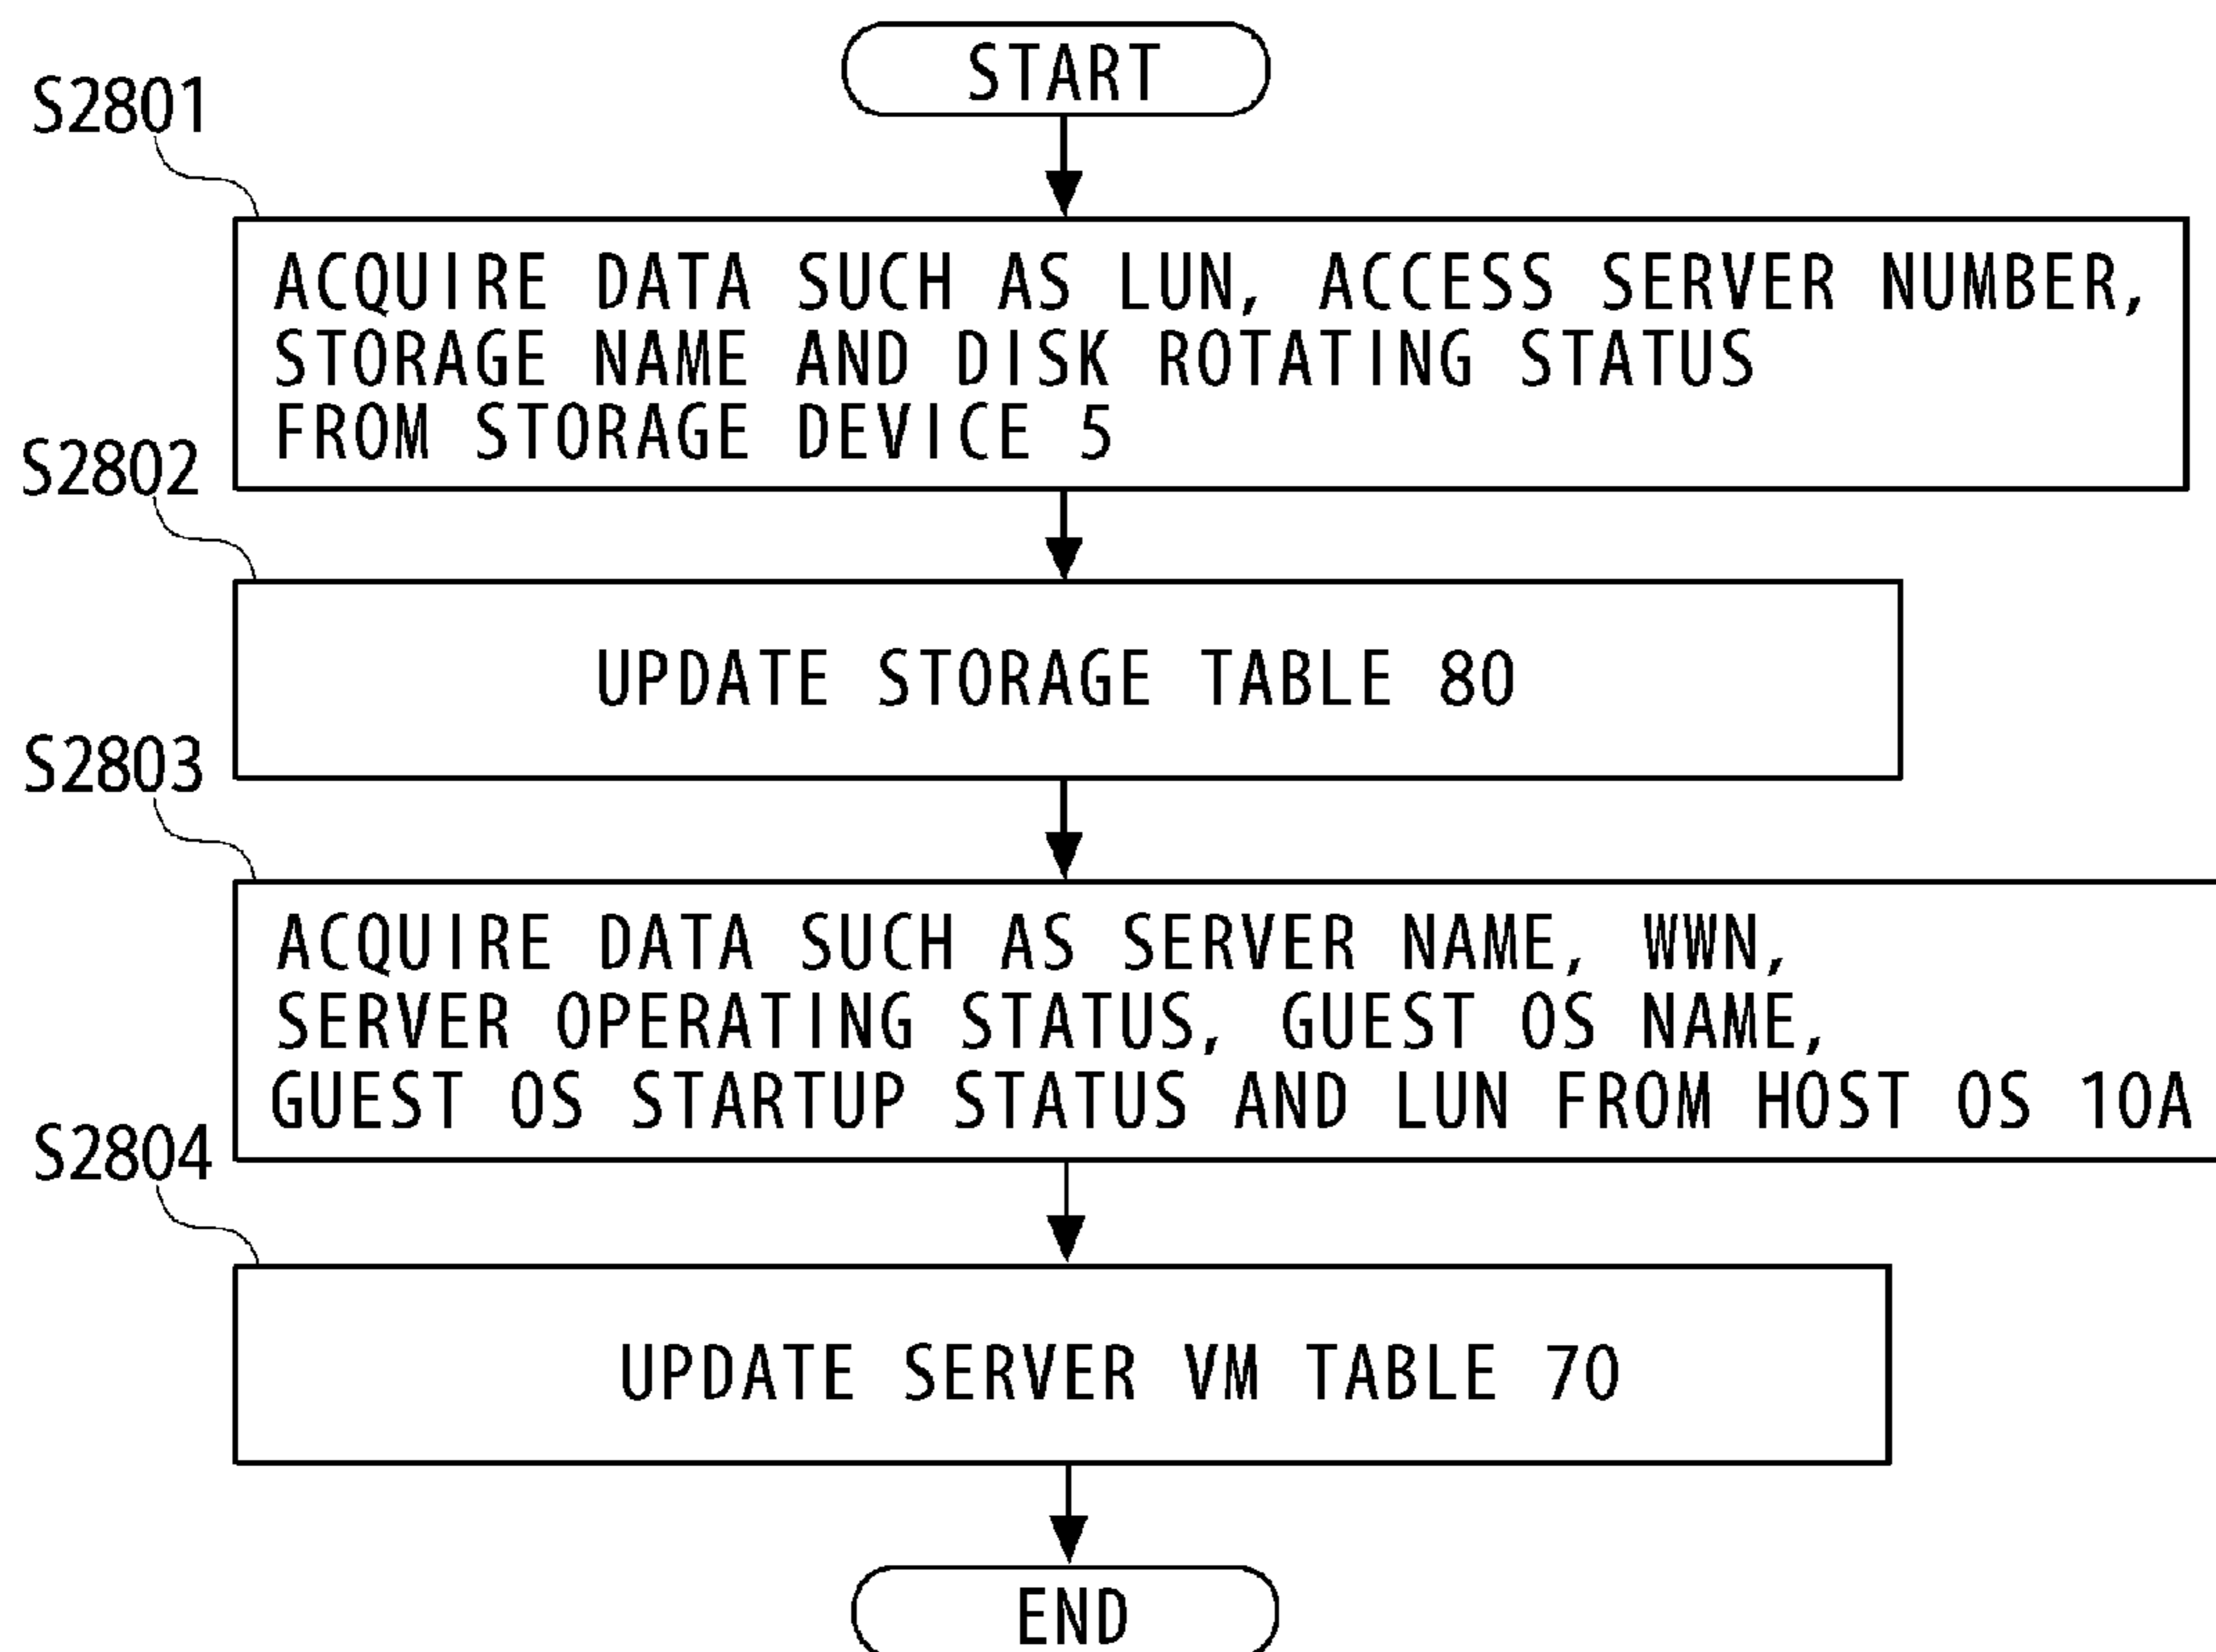 START
S2801
ACQUIRE DATA SUCH AS LUN, ACCESS SERVER NUMBER,
STORAGE NAME AND DISK ROTATING STATUS
FROM STORAGE DEVICE 5
S2802
UPDATE STORAGE TABLE 80
S2803
ACQUIRE DATA SUCH AS SERVER NAME, WWN,
SERVER OPERATING STATUS, GUEST OS NAME,
GUEST OS STARTUP STATUS AND LUN FROM HOST OS 10A
S2804
UPDATE SERVER VM TABLE 70
END